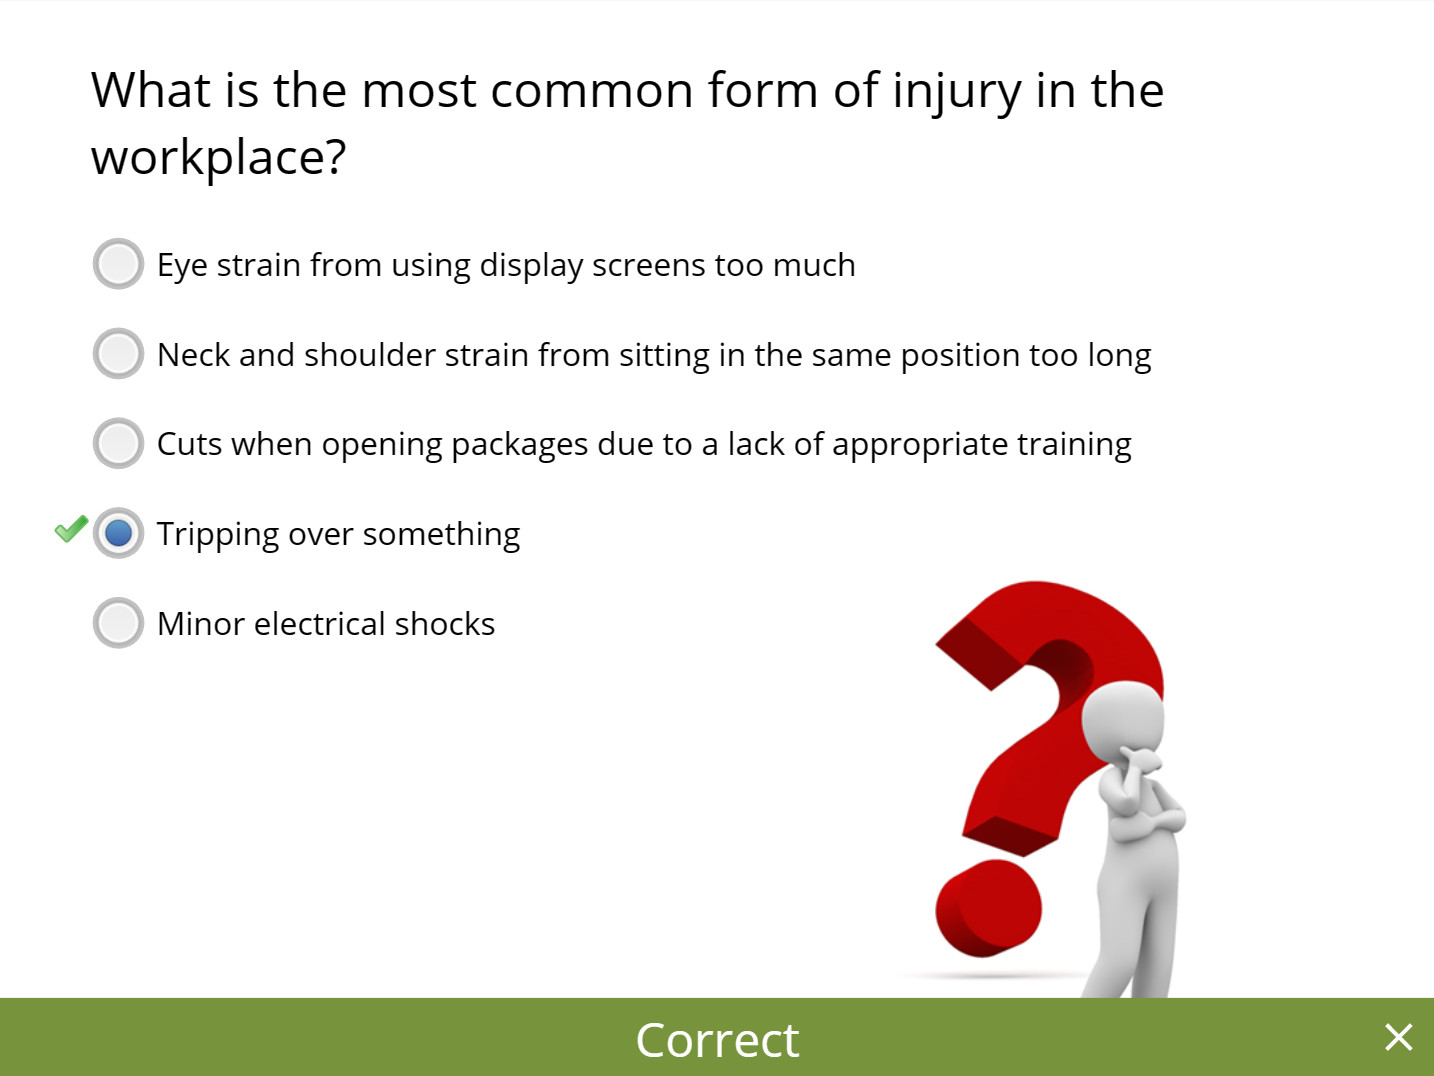 What is the most common form of injury in the
workplace?
Eye strain from using display screens too much
Neck and shoulder strain from sitting in the same position too long
Cuts when opening packages due to a lack of appropriate training
Tripping over something
Minor electrical shocks
Correct